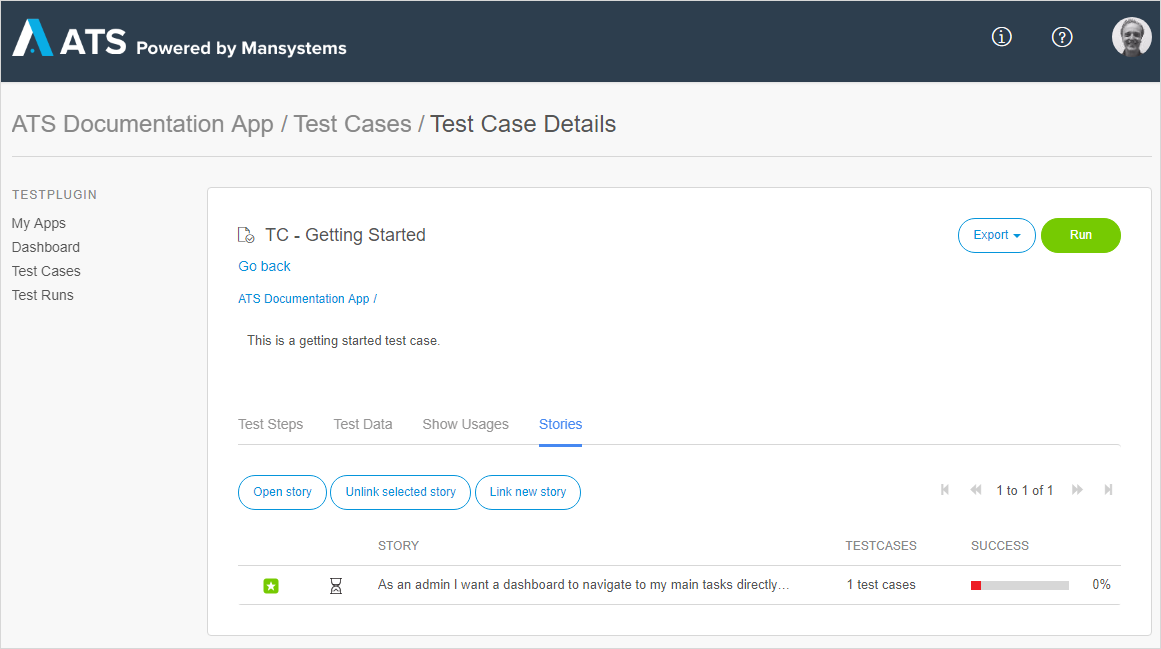 ATS Powered by Mansystems
ATS Documentation App / Test Cases / Test Case Details
TESTPLUGIN
My Apps
Dashboard
Test Cases
Test Runs
TC - Getting Started
Export
Run
Go back
ATS Documentation App /
This is a getting started test case.
Test Steps Test Data Show Usages Stories
Open story Unlink selected story Link new story 1 to 1 of 1
STORY TESTCASES SUCCESS
As an admin I want a dashboard to navigate to my main tasks directly… 1 test cases 0%